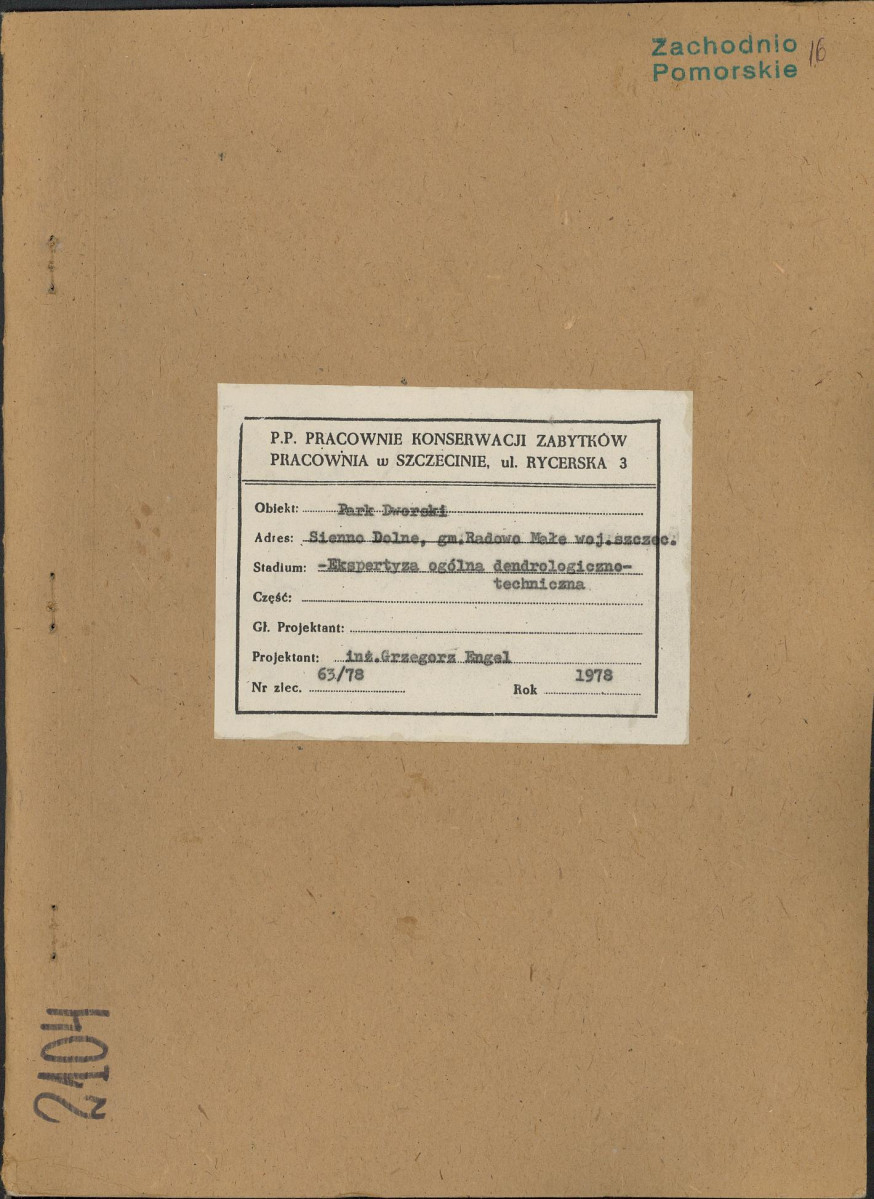 Zachodnio 16
Pomorskie
P.P. PRACOWNIE KONSERWACJI ZABYTKÓW
PRACOWNIA w SZCZECINIE, ul. RYCERSKA 3
Obiekt: Park Dworski
Adres: Sienno Dolne, gm.Radowo Małe woj.szczec.
Stadium: -Ekspertyza ogólna dendrologiczno-
techniczna
Część:
Gł. Projektant:
Projektant: inż.Grzegorz Engel
Nr zlec. 63/78 Rok 1978
2104